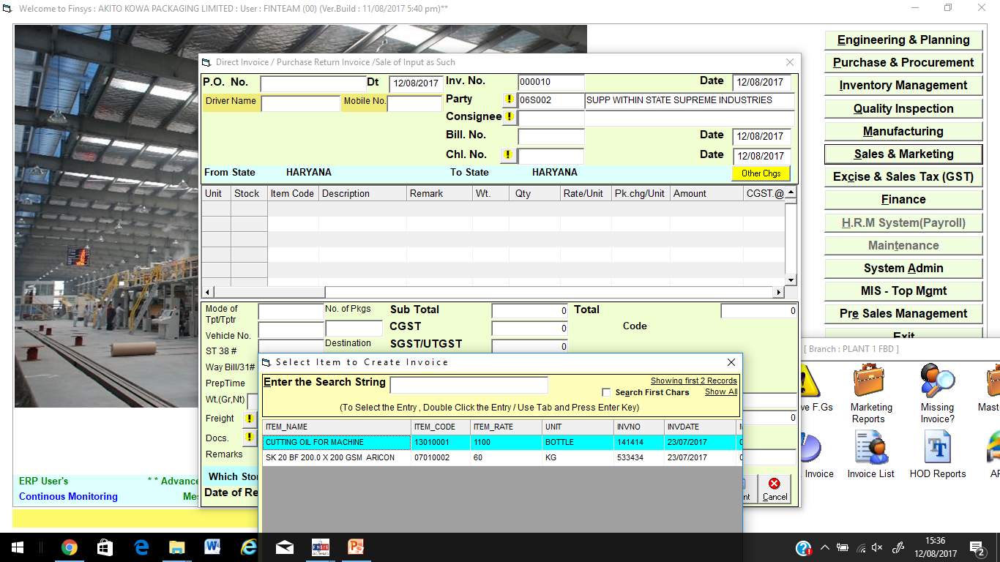 Welcome to Finsys : AKITO KOWA PACKAGING LIMITED : User : FINTEAM (00) (Ver.Build : 11/08/2017 5:40 pm)**
Direct Invoice / Purchase Return Invoice /Sale of Input as Such
P.O. No. Dt 12/08/2017 Inv. No. 000010 Date 12/08/2017
Driver Name Mobile No. Party 06S002 SUPP WITHIN STATE SUPREME INDUSTRIES
Consignee
Bill. No. Date 12/08/2017
Chl. No. Date 12/08/2017
From State HARYANA To State HARYANA Other Chgs
Unit Stock Item Code Description Remark Wt. Qty Rate/Unit Pk.chg/Unit Amount CGST.@
Mode of Tpt/Tptr No. of Pkgs Sub Total 0 Total 0
CGST 0 Code
Vehicle No.
Destination SGST/UTGST 0
ST 38 #
Way Bill/31#
PrepTime
Wt.(Gr,Nt)
Freight 0
Docs.
Remarks
Which Sto
Date of Re
nt Cancel
Select Item to Create Invoice
Enter the Search String Showing first 2 Records
Search First Chars Show All
(To Select the Entry , Double Click the Entry / Use Tab and Press Enter Key)
ITEM_NAME ITEM_CODE ITEM_RATE UNIT INVNO INVDATE
CUTTING OIL FOR MACHINE 13010001 1100 BOTTLE 141414 23/07/2017
SK 20 BF 200.0 X 200 GSM ARICON 07010002 60 KG 533434 23/07/2017
Engineering & Planning
Purchase & Procurement
Inventory Management
Quality Inspection
Manufacturing
Sales & Marketing
Excise & Sales Tax (GST)
Finance
H.R.M System(Payroll)
Maintenance
System Admin
MIS - Top Mgmt
Pre Sales Management
Exit
[ Branch : PLANT 1 FBD ]
ve F.Gs Marketing Reports Missing Invoice? Mast
Invoice Invoice List HOD Reports AF
ERP User's ** Advance
Continous Monitoring Mes
15:36
12/08/2017
2